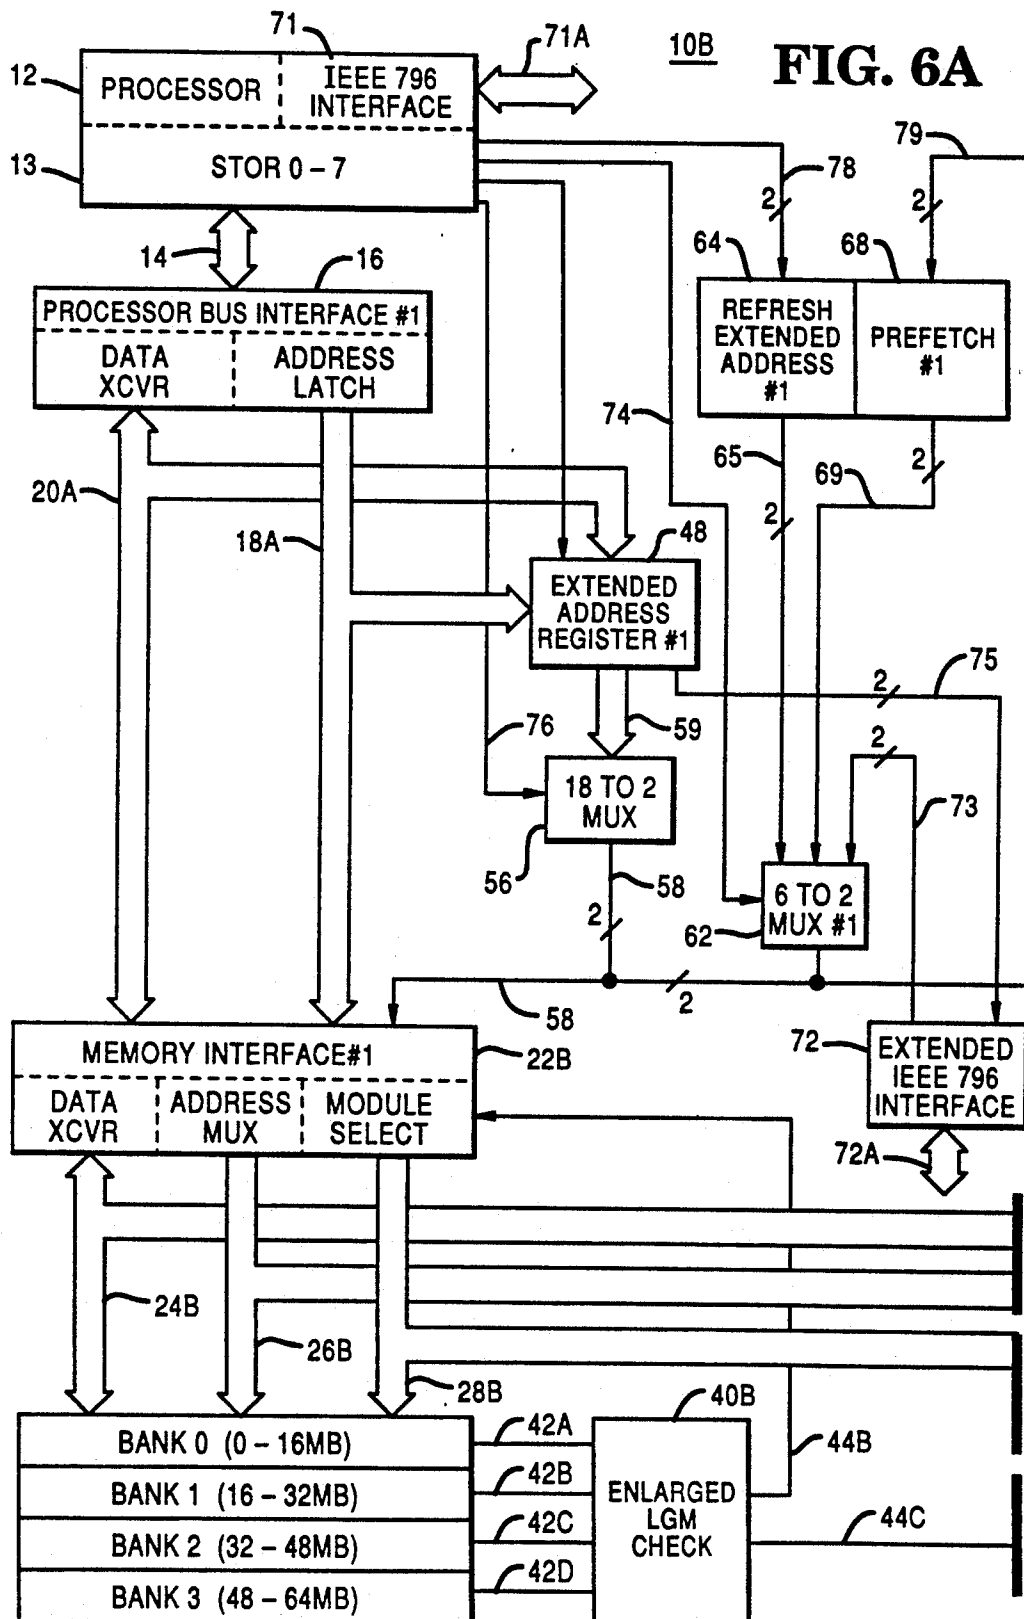 71
71A
10B
FIG. 6A
12
PROCESSOR
IEEE 796
INTERFACE
79
13
STOR 0 – 7
78
2
2
14
16
64
68
PROCESSOR BUS INTERFACE #1
DATA
XCVR
ADDRESS
LATCH
REFRESH
EXTENDED
ADDRESS
#1
PREFETCH
#1
74
65
2
69
2
20A
18A
48
EXTENDED
ADDRESS
REGISTER #1
75
2
76
59
2
73
18 TO 2
MUX
56
58
6 TO 2
MUX #1
62
2
58
2
MEMORY INTERFACE#1
22B
72
EXTENDED
IEEE 796
INTERFACE
DATA
XCVR
ADDRESS
MUX
MODULE
SELECT
72A
24B
26B
28B
40B
BANK 0 (0 – 16MB)
42A
44B
BANK 1 (16 – 32MB)
42B
ENLARGED
LGM
CHECK
BANK 2 (32 – 48MB)
42C
44C
BANK 3 (48 – 64MB)
42D